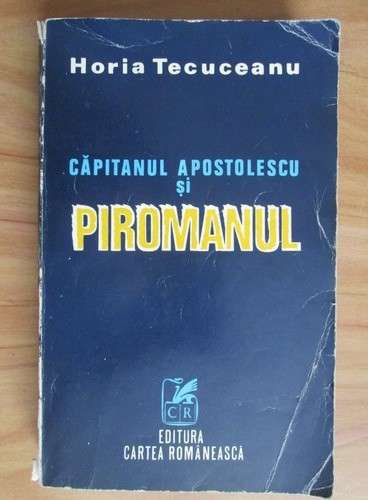 Horia Tecuceanu
CĂPITANUL APOSTOLESCU
și
PIROMANUL
CR
EDITURA
CARTEA ROMÂNEASCĂ